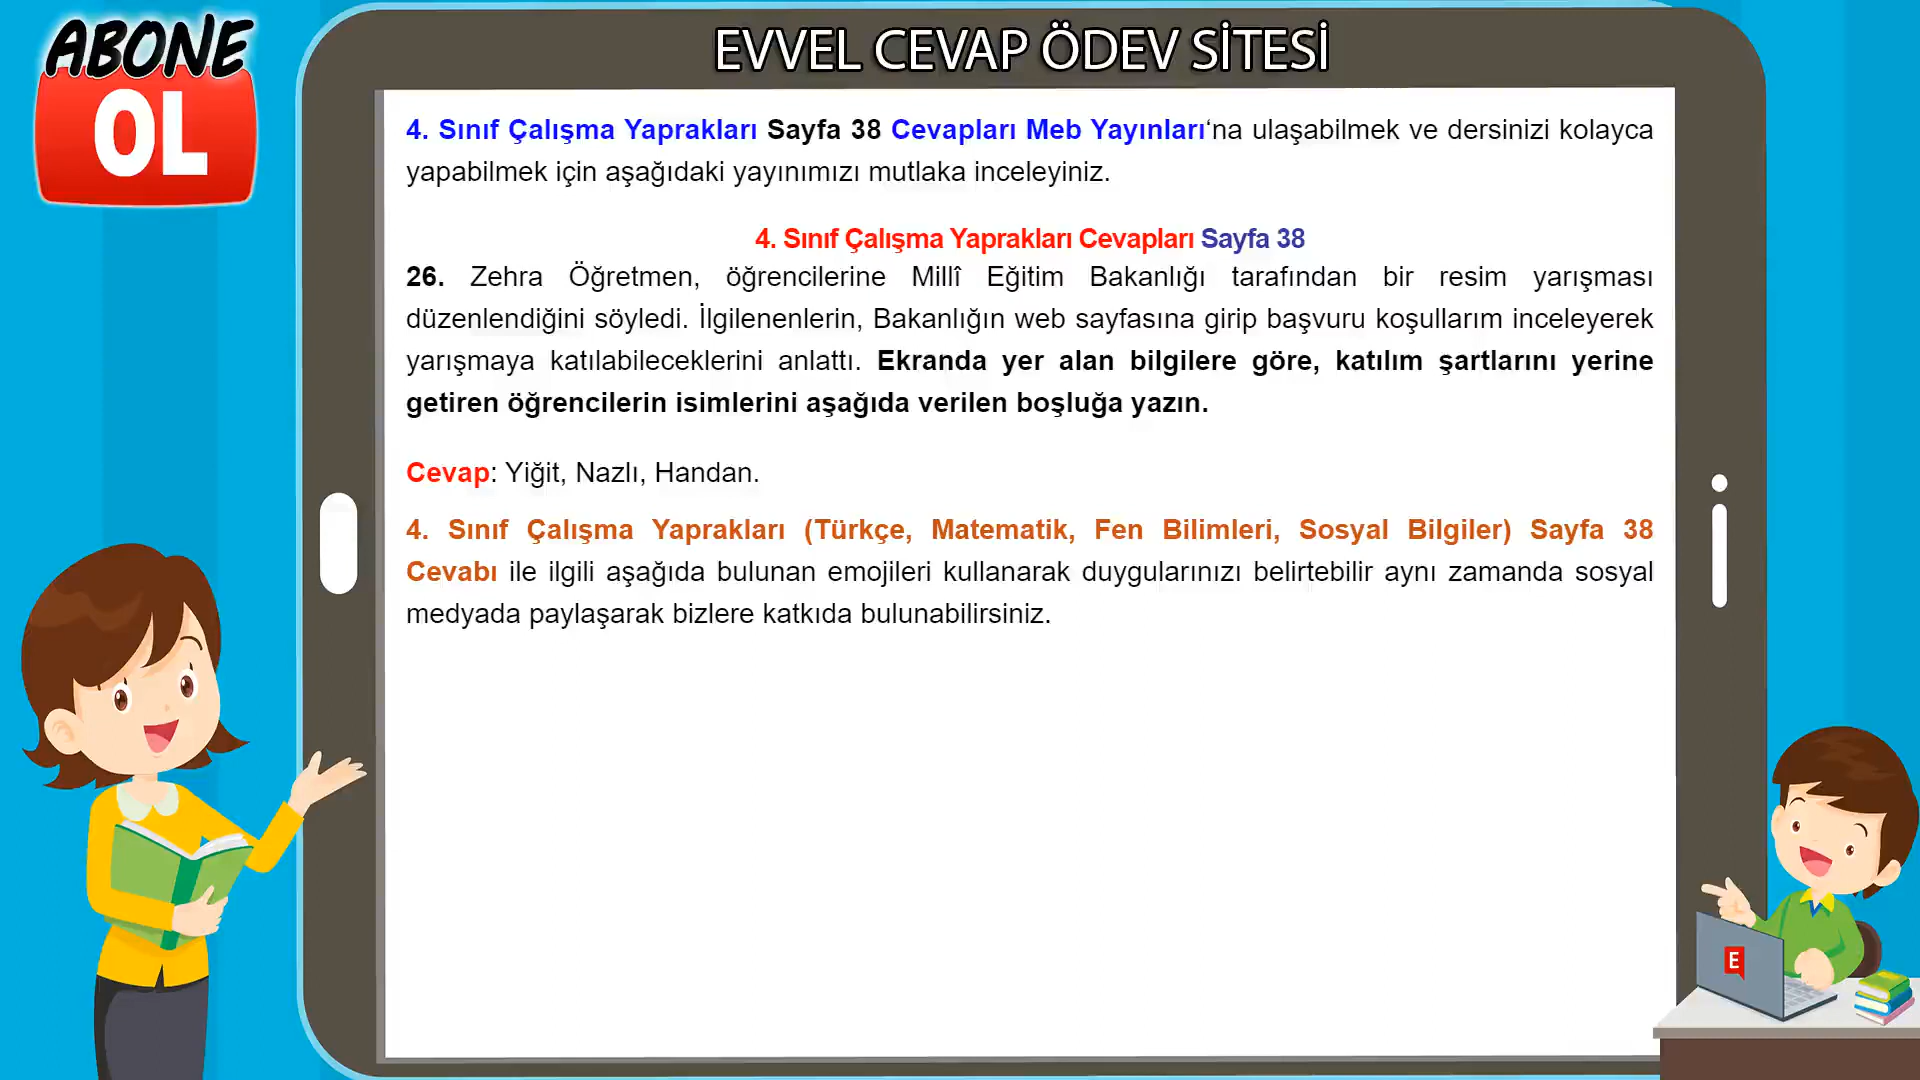 ABONE
OL
EVVEL CEVAP ÖDEV SİTESİ
4. Sınıf Çalışma Yaprakları Sayfa 38 Cevapları Meb Yayınları‘na ulaşabilmek ve dersinizi kolayca
yapabilmek için aşağıdaki yayınımızı mutlaka inceleyiniz.
4. Sınıf Çalışma Yaprakları Cevapları Sayfa 38
26. Zehra Öğretmen, öğrencilerine Millî Eğitim Bakanlığı tarafından bir resim yarışması
düzenlendiğini söyledi. İlgilenenlerin, Bakanlığın web sayfasına girip başvuru koşullarım inceleyerek
yarışmaya katılabileceklerini anlattı. Ekranda yer alan bilgilere göre, katılım şartlarını yerine
getiren öğrencilerin isimlerini aşağıda verilen boşluğa yazın.
Cevap: Yiğit, Nazlı, Handan.
4. Sınıf Çalışma Yaprakları (Türkçe, Matematik, Fen Bilimleri, Sosyal Bilgiler) Sayfa 38
Cevabı ile ilgili aşağıda bulunan emojileri kullanarak duygularınızı belirtebilir aynı zamanda sosyal
medyada paylaşarak bizlere katkıda bulunabilirsiniz.
E